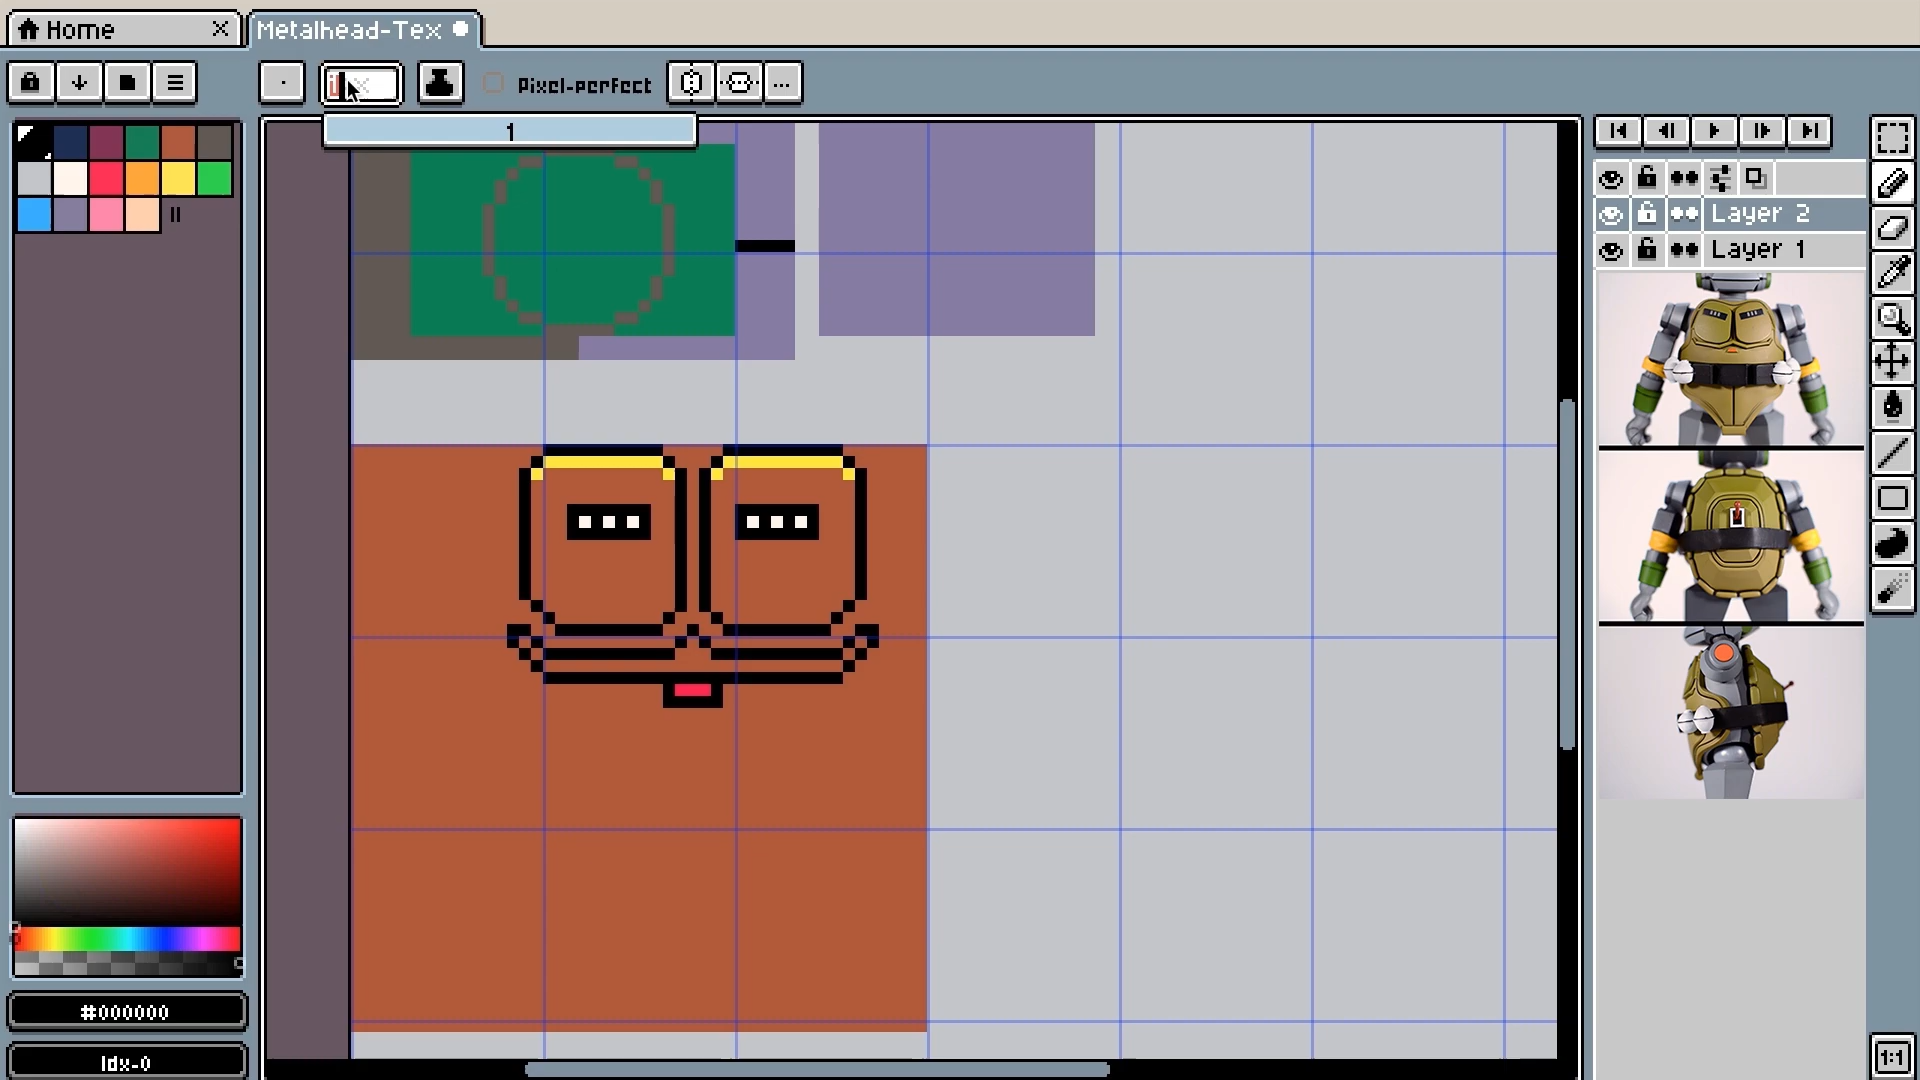 Home
Metalhead-Tex
Pixel-perfect
...
1
Layer 2
Layer 1
#000000
Idx-0
1:1